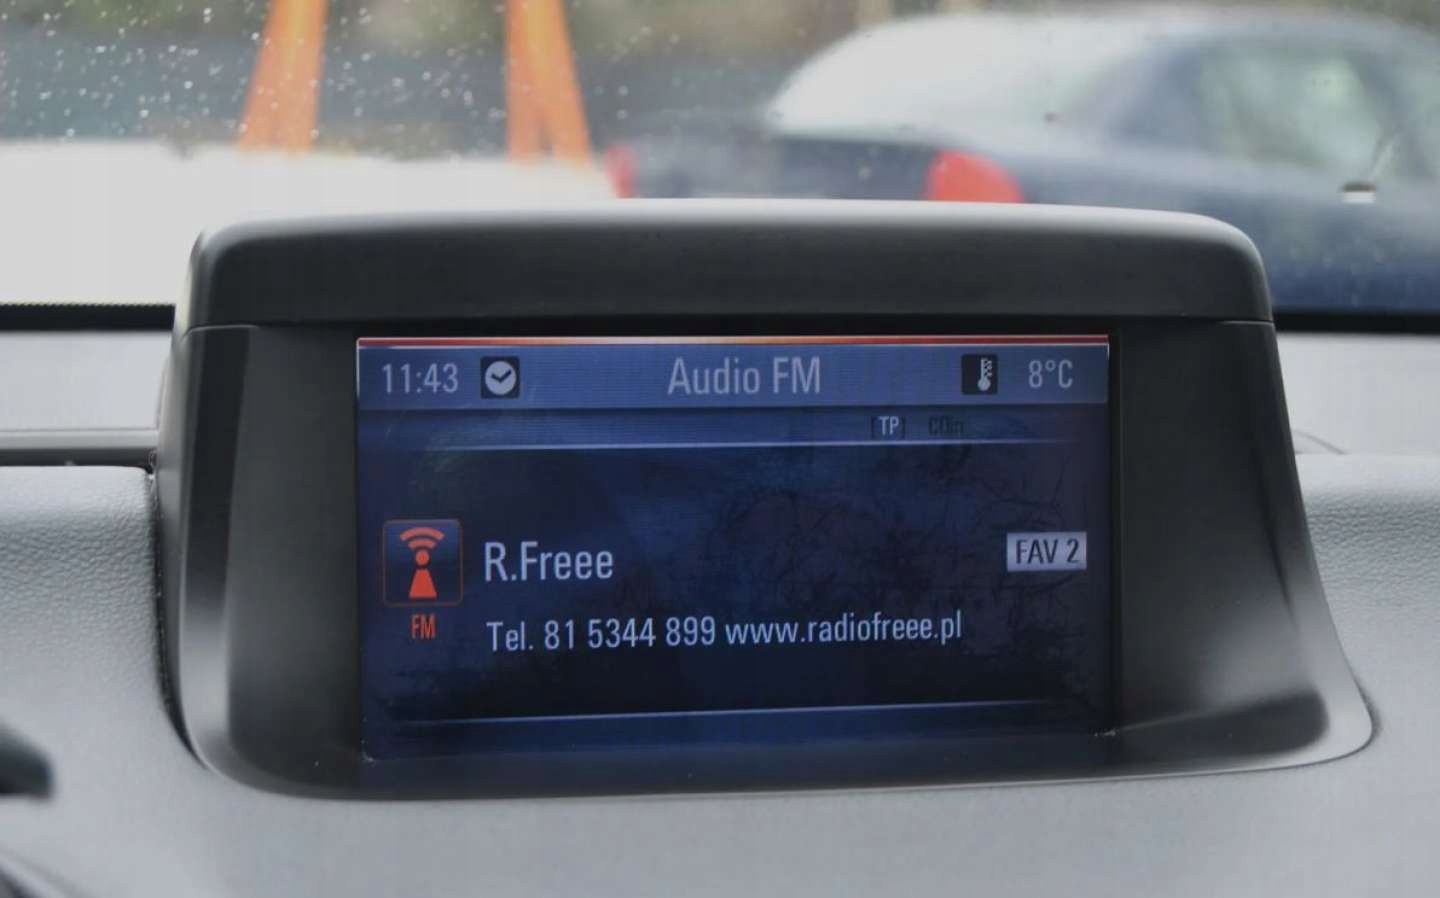 11:43 Audio FM 8°C
[TP]
R.Freee FAV 2
FM
Tel. 81 5344 899 www.radiofreee.pl